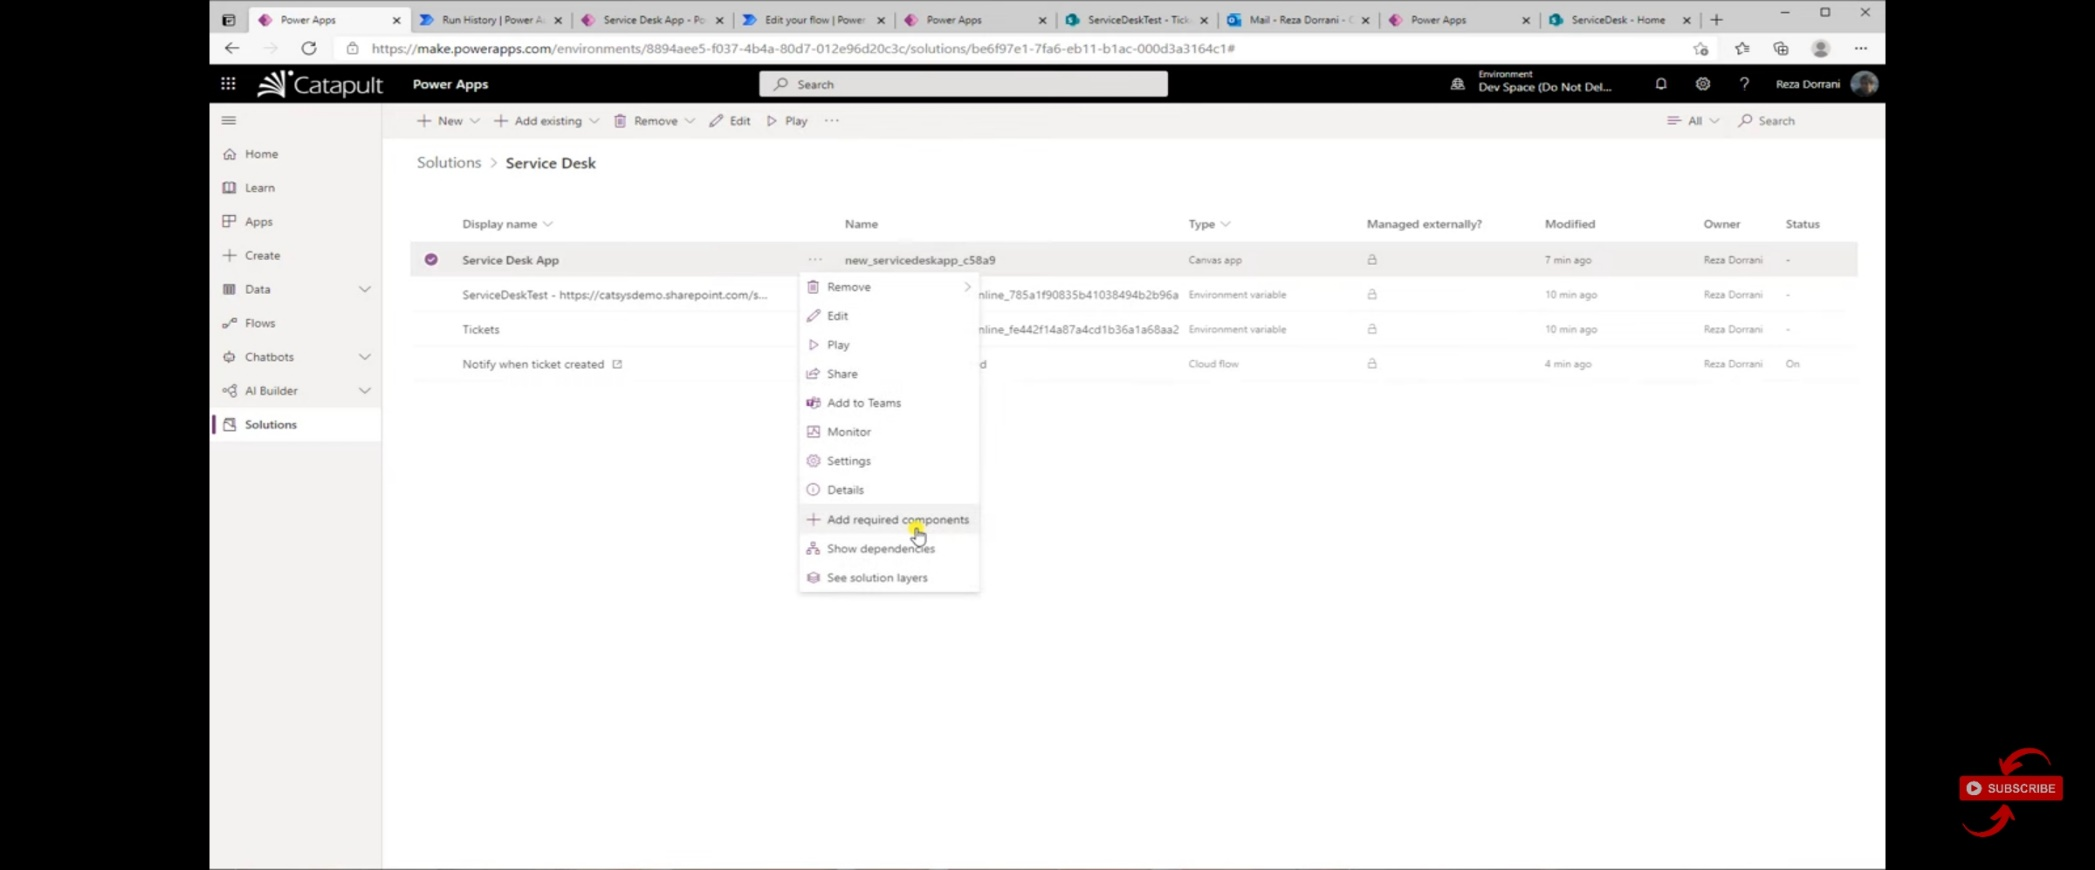 Power Apps
Run History | Power Au
Service Desk App - Po
Edit your flow | Power
Power Apps
ServiceDeskTest - Tick
Mail - Reza Dorrani - C
Power Apps
ServiceDesk - Home
https://make.powerapps.com/environments/8894aee5-f037-4b4a-80d7-012e96d20c3c/solutions/be6f97e1-7fa6-eb11-b1ac-000d3a3164c1#
Catapult
Power Apps
Search
Environment
Dev Space (Do Not Del...
Reza Dorrani
New
Add existing
Remove
Edit
Play
All
Search
Home
Learn
Apps
Create
Data
Flows
Chatbots
AI Builder
Solutions
Solutions > Service Desk
Display name Name Type Managed externally? Modified Owner Status
Service Desk App ... new_servicedeskapp_c58a9 Canvas app 7 min ago Reza Dorrani -
ServiceDeskTest - https://catsysdemo.sharepoint.com/s... nline_785a1f90835b41038494b2b96a Environment variable 10 min ago Reza Dorrani -
Tickets nline_fe442f14a87a4cd1b36a1a68aa2 Environment variable 10 min ago Reza Dorrani -
Notify when ticket created d Cloud flow 4 min ago Reza Dorrani On
Remove
Edit
Play
Share
Add to Teams
Monitor
Settings
Details
Add required components
Show dependencies
See solution layers
SUBSCRIBE